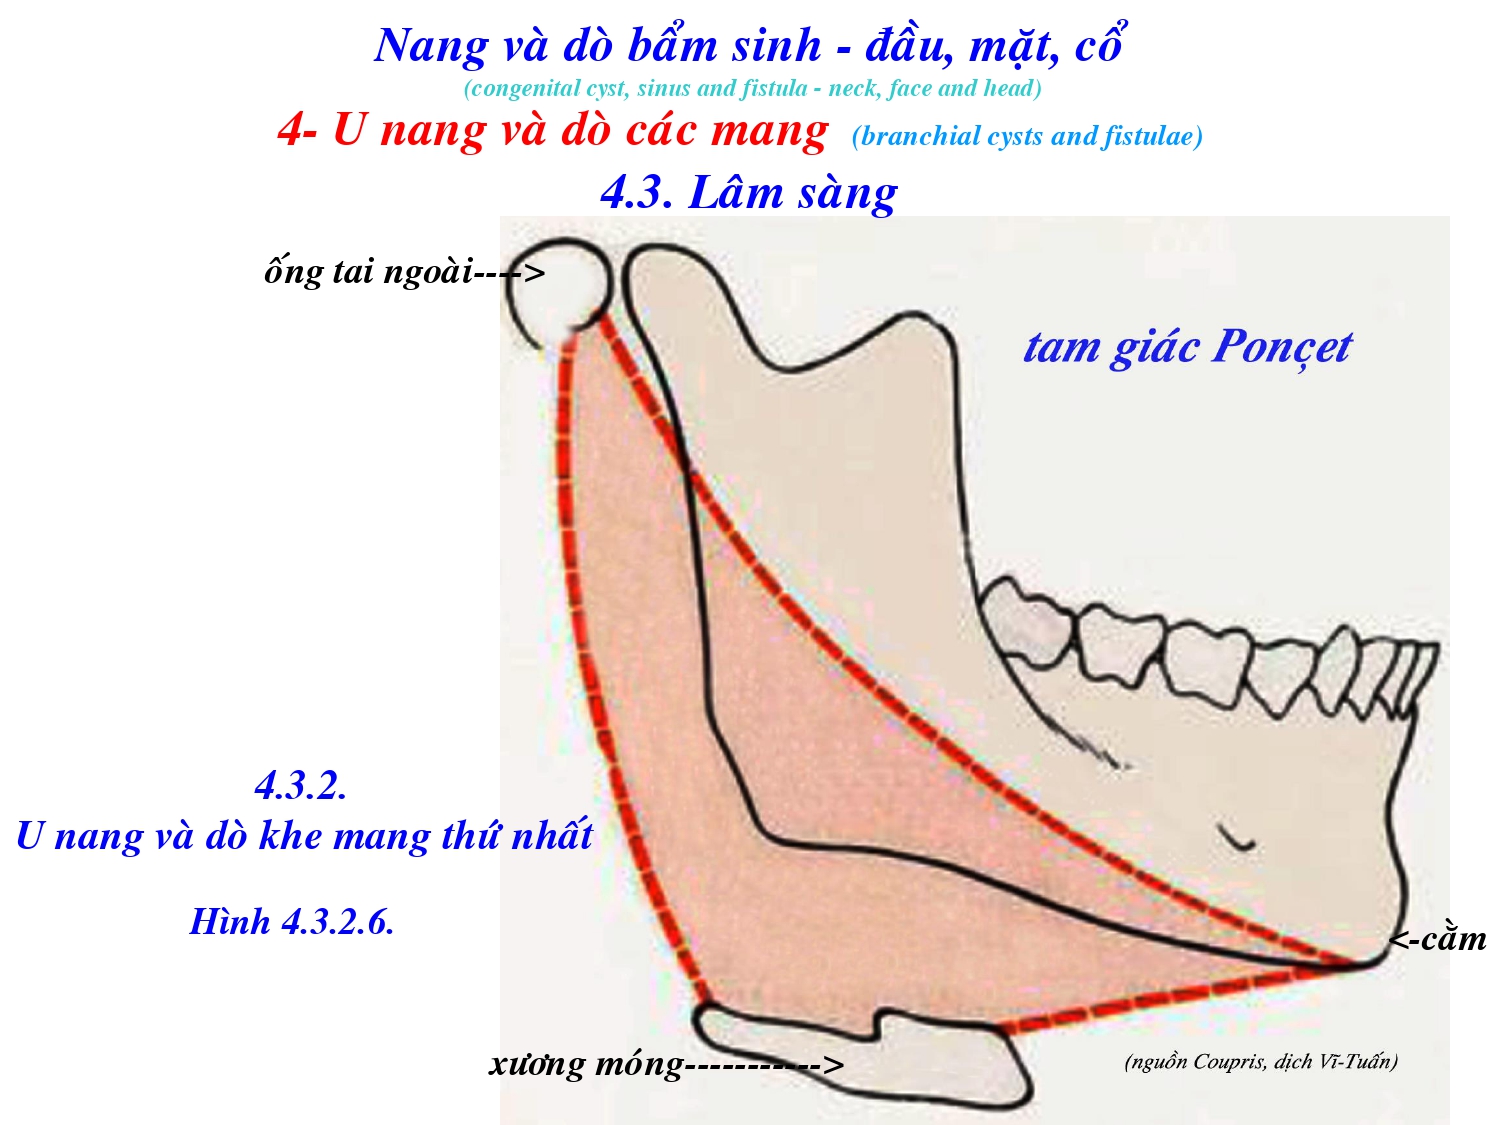 Nang và dò bẩm sinh - đầu, mặt, cổ
(congenital cyst, sinus and fistula - neck, face and head)
4- U nang và dò các mang (branchial cysts and fistulae)
4.3. Lâm sàng
ống tai ngoài---->
tam giác Ponçet
4.3.2.
U nang và dò khe mang thứ nhất
Hình 4.3.2.6.
<-cằm
xương móng----------->
(nguồn Coupris, dịch Vĩ-Tuấn)